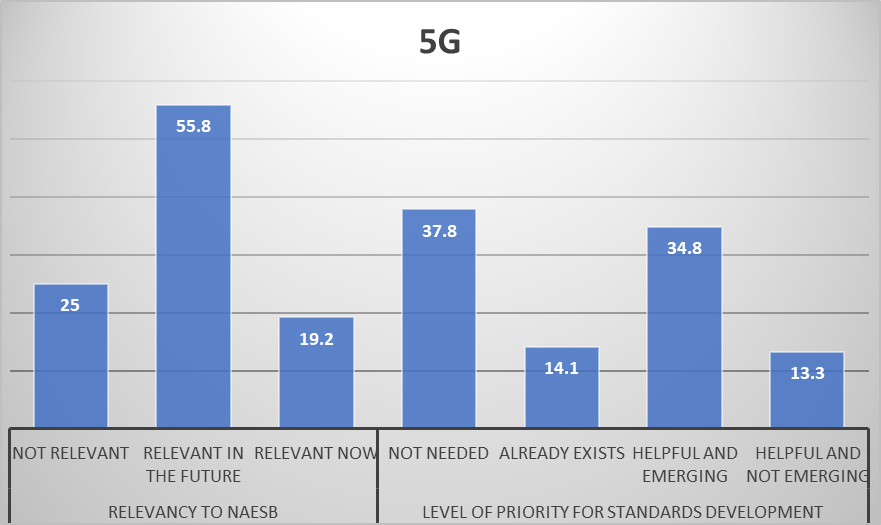 5G
55.8
37.8
34.8
25
19.2
14.1
13.3
NOT RELEVANT
RELEVANT IN
THE FUTURE
RELEVANT NOW
NOT NEEDED
ALREADY EXISTS
HELPFUL AND
EMERGING
HELPFUL AND
NOT EMERGING
RELEVANCY TO NAESB
LEVEL OF PRIORITY FOR STANDARDS DEVELOPMENT